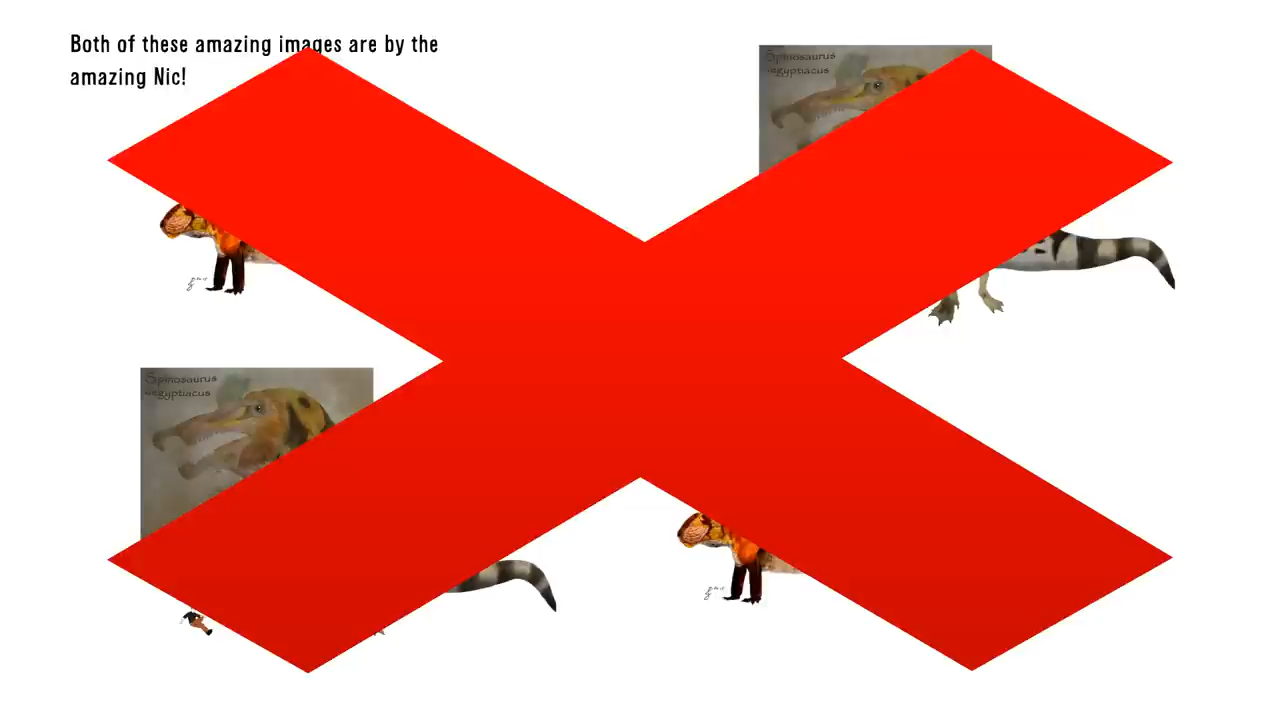 Both of these amazing images are by the
amazing Nic!
Spinosaurus
aegyptiacus
Spinosaurus
aegyptiacus